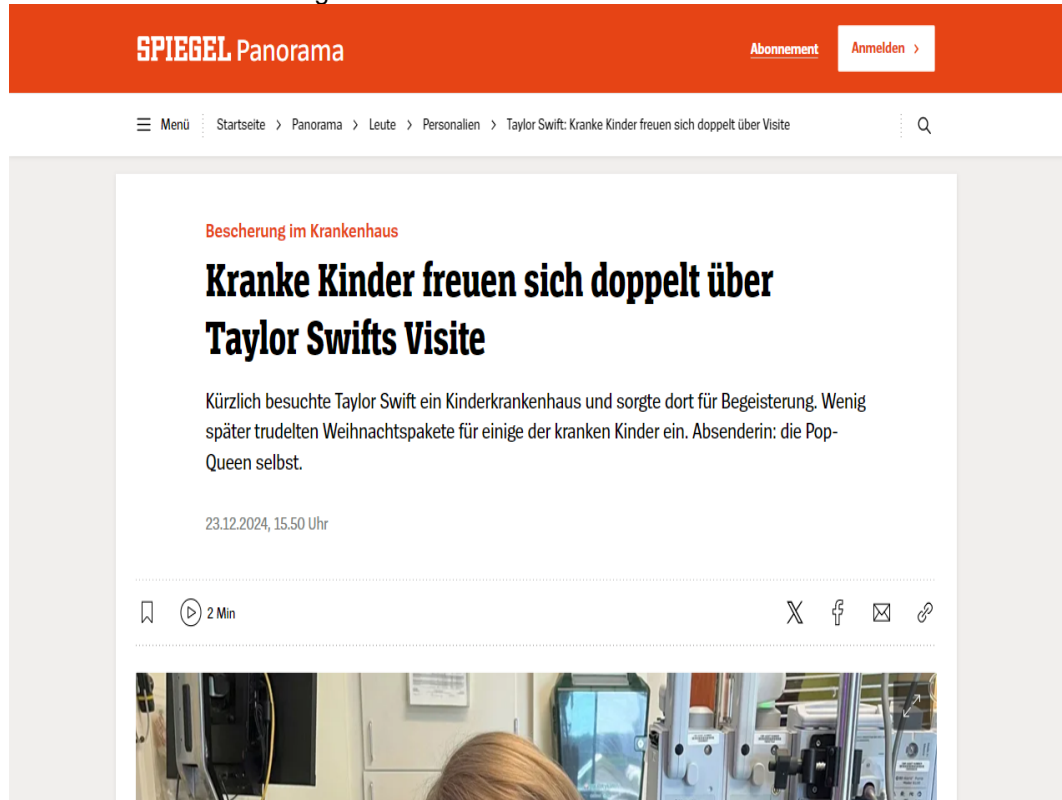 SPIEGEL Panorama
Abonnement
Anmelden >
Menü
Startseite > Panorama > Leute > Personalien > Taylor Swift: Kranke Kinder freuen sich doppelt über Visite
Bescherung im Krankenhaus
Kranke Kinder freuen sich doppelt über
Taylor Swifts Visite
Kürzlich besuchte Taylor Swift ein Kinderkrankenhaus und sorgte dort für Begeisterung. Wenig
später trudelten Weihnachtspakete für einige der kranken Kinder ein. Absenderin: die Pop-
Queen selbst.
23.12.2024, 15.50 Uhr
2 Min